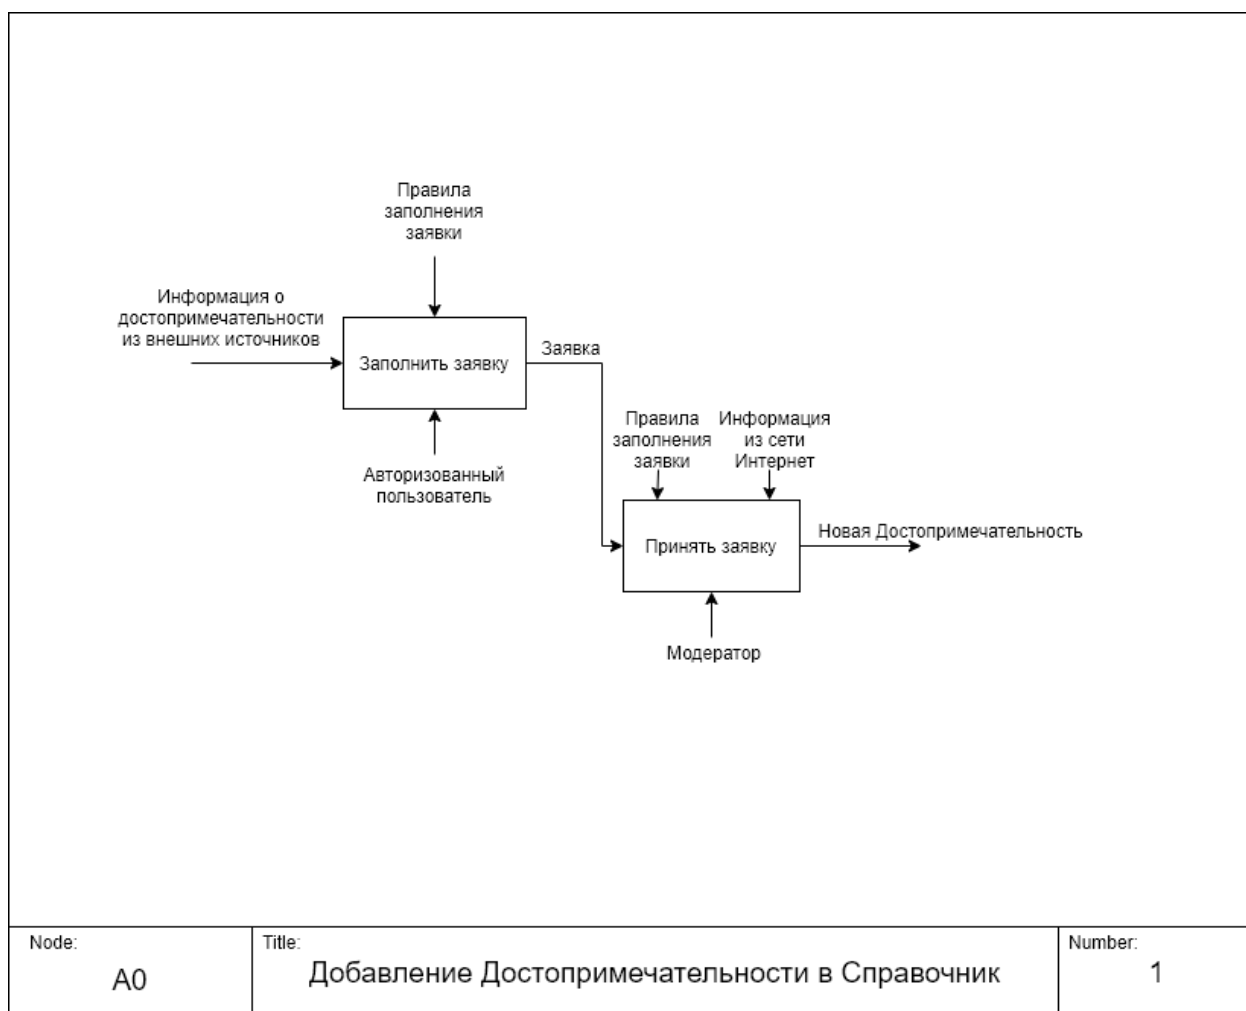 Правила
заполнения
заявки
Информация о
достопримечательности
из внешних источников
Заполнить заявку
Заявка
Авторизованный
пользователь
Правила
заполнения
заявки
Информация
из сети
Интернет
Принять заявку
Новая Достопримечательность
Модератор
Node:
A0
Title:
Добавление Достопримечательности в Справочник
Number:
1